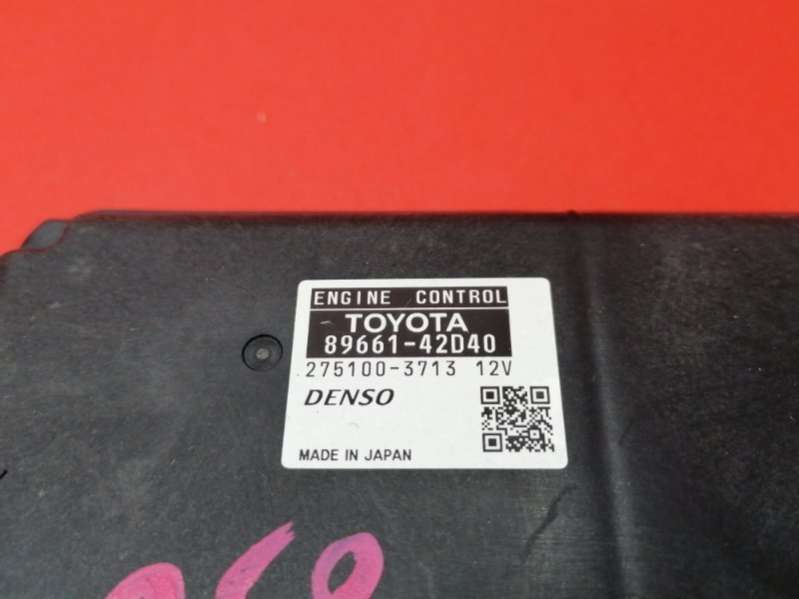 ENGINE CONTROL
TOYOTA
89661-42D40
275100-3713 12V
DENSO
MADE IN JAPAN